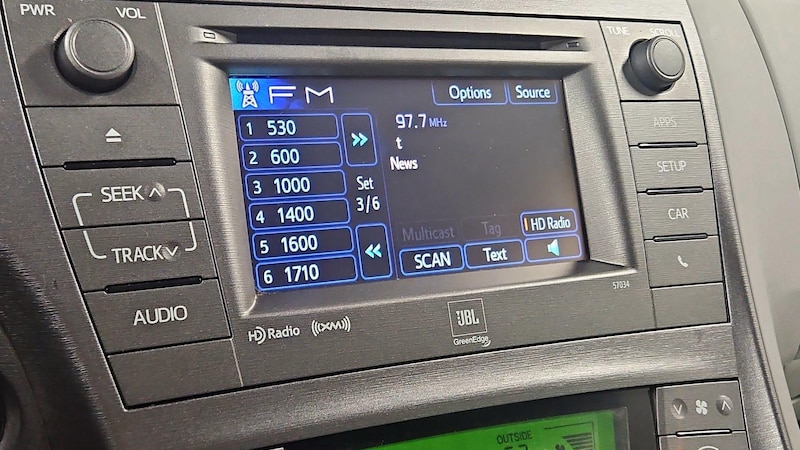 PWR VOL
TUNE SCROLL
FM
Options Source
1 530
2 600
3 1000
4 1400
5 1600
6 1710
Set
3/6
97.7 MHz
t
News
Multicast Tag
HD Radio
SCAN Text
SEEK
TRACK
AUDIO
APPS
SETUP
CAR
HD Radio ((XM))
JBL
GreenEdge
57034
OUTSIDE